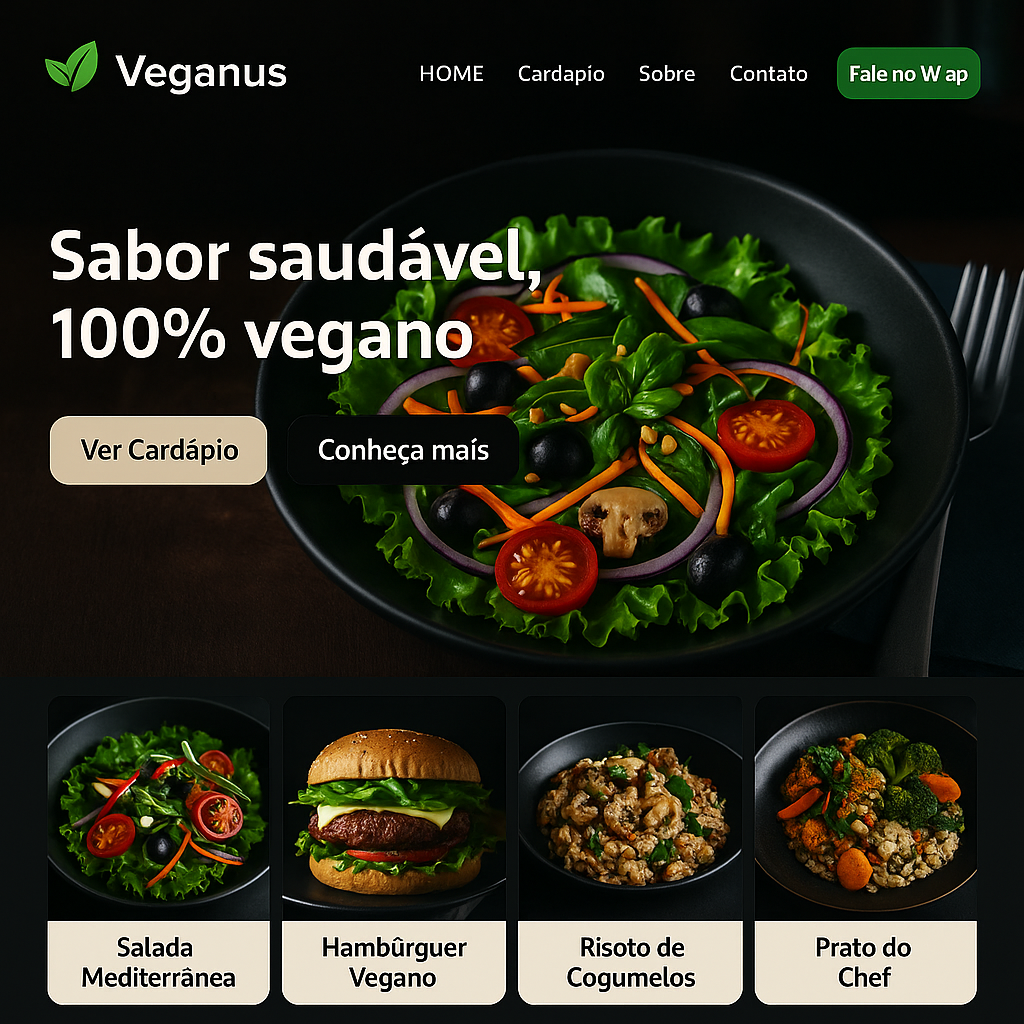 Veganus
HOME Cardapío Sobre Contato Fale no W ap
Sabor saudável,
100% vegano
Ver Cardápio Conheça maís
Salada
Mediterrânea
Hambûrguer
Vegano
Risoto de
Cogumelos
Prato do
Chef